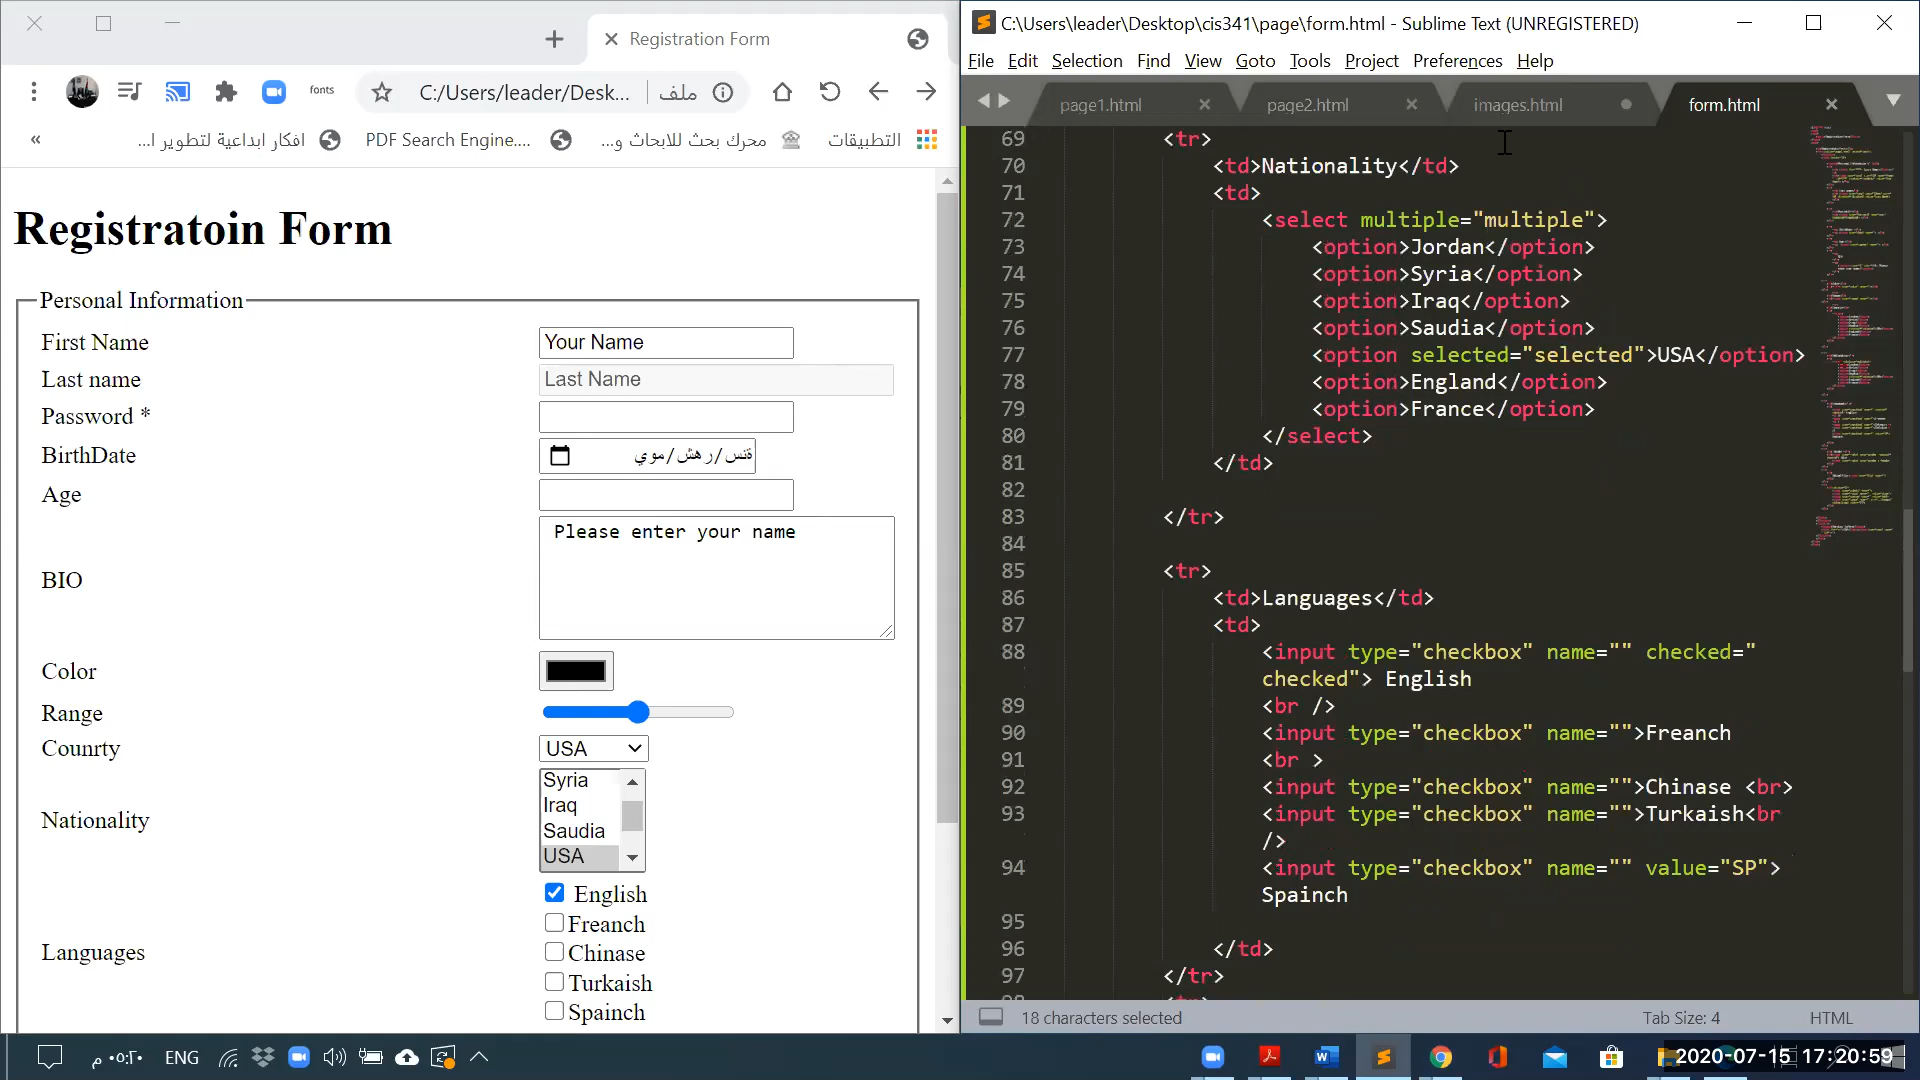 Registration Form
fonts
C:/Users/leader/Desk...
ملف
«
افكار ابداعية لتطوير ا...
PDF Search Engine....
محرك بحث للابحاث و...
التطبيقات
Registratoin Form
Personal Information
First Name
Your Name
Last name
Last Name
Password *
BirthDate
Age
BIO
Please enter your name
Color
Range
Counrty
USA
Nationality
Syria
Iraq
Saudia
USA
Languages
English
Freanch
Chinese
Turkaish
Spainch
C:\Users\leader\Desktop\cis341\page\form.html - Sublime Text (UNREGISTERED)
File Edit Selection Find View Goto Tools Project Preferences Help
page1.html
page2.html
images.html
form.html
69 <tr>
70 <td>Nationality</td>
71 <td>
72 <select multiple="multiple">
73 <option>Jordan</option>
74 <option>Syria</option>
75 <option>Iraq</option>
76 <option>Saudia</option>
77 <option selected="selected">USA</option>
78 <option>England</option>
79 <option>France</option>
80 </select>
81 </td>
82
83 </tr>
84
85 <tr>
86 <td>Languages</td>
87 <td>
88 <input type="checkbox" name="" checked="
checked"> English
89 <br />
90 <input type="checkbox" name="">Freanch
91 <br >
92 <input type="checkbox" name="">Chinese <br>
93 <input type="checkbox" name="">Turkaish<br
/>
94 <input type="checkbox" name="" value="SP">
Spainch
95
96 </td>
97 </tr>
18 characters selected
Tab Size: 4
HTML
٠٥:٢٠ م
ENG
2020-07-15 17:20:59